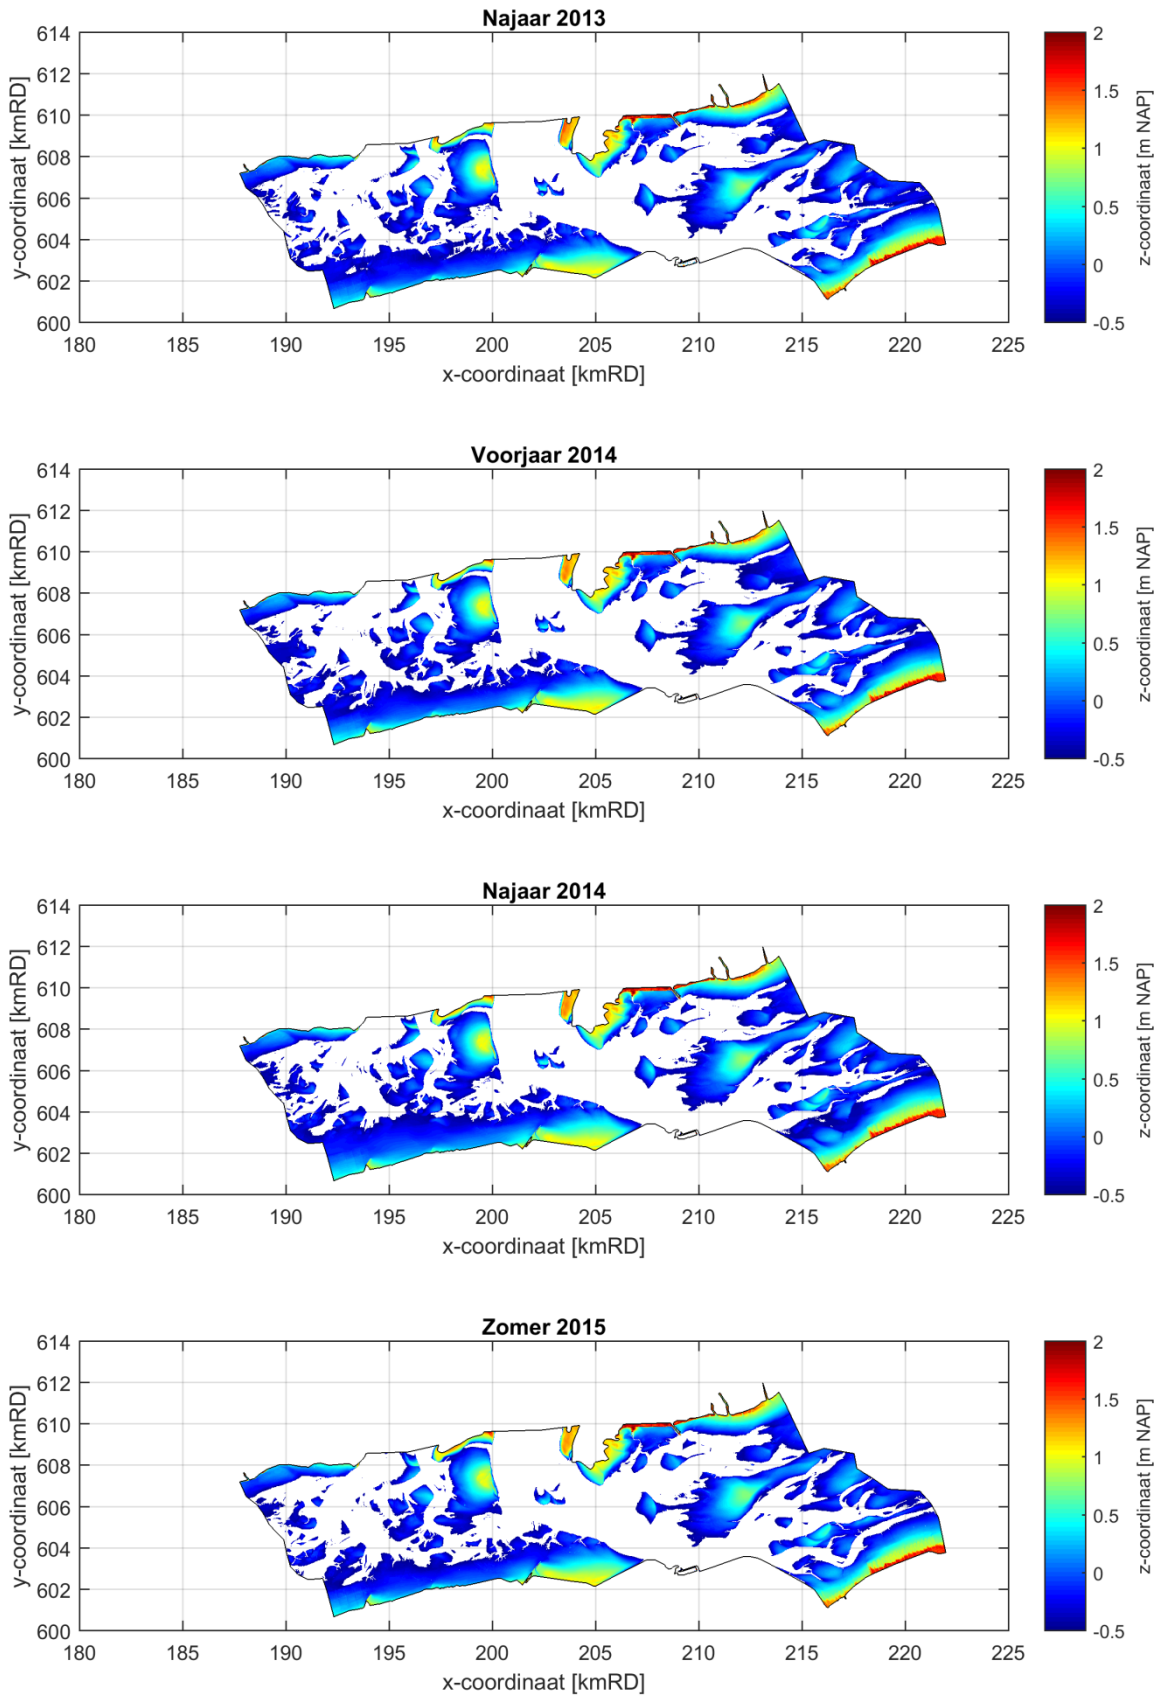 Najaar 2013
614
612
610
608
606
604
602
600
y-coordinaat [kmRD]
180 185 190 195 200 205 210 215 220 225
x-coordinaat [kmRD]
2
1.5
1
0.5
0
-0.5
z-coordinaat [m NAP]
Voorjaar 2014
614
612
610
608
606
604
602
600
y-coordinaat [kmRD]
180 185 190 195 200 205 210 215 220 225
x-coordinaat [kmRD]
2
1.5
1
0.5
0
-0.5
z-coordinaat [m NAP]
Najaar 2014
614
612
610
608
606
604
602
600
y-coordinaat [kmRD]
180 185 190 195 200 205 210 215 220 225
x-coordinaat [kmRD]
2
1.5
1
0.5
0
-0.5
z-coordinaat [m NAP]
Zomer 2015
614
612
610
608
606
604
602
600
y-coordinaat [kmRD]
180 185 190 195 200 205 210 215 220 225
x-coordinaat [kmRD]
2
1.5
1
0.5
0
-0.5
z-coordinaat [m NAP]